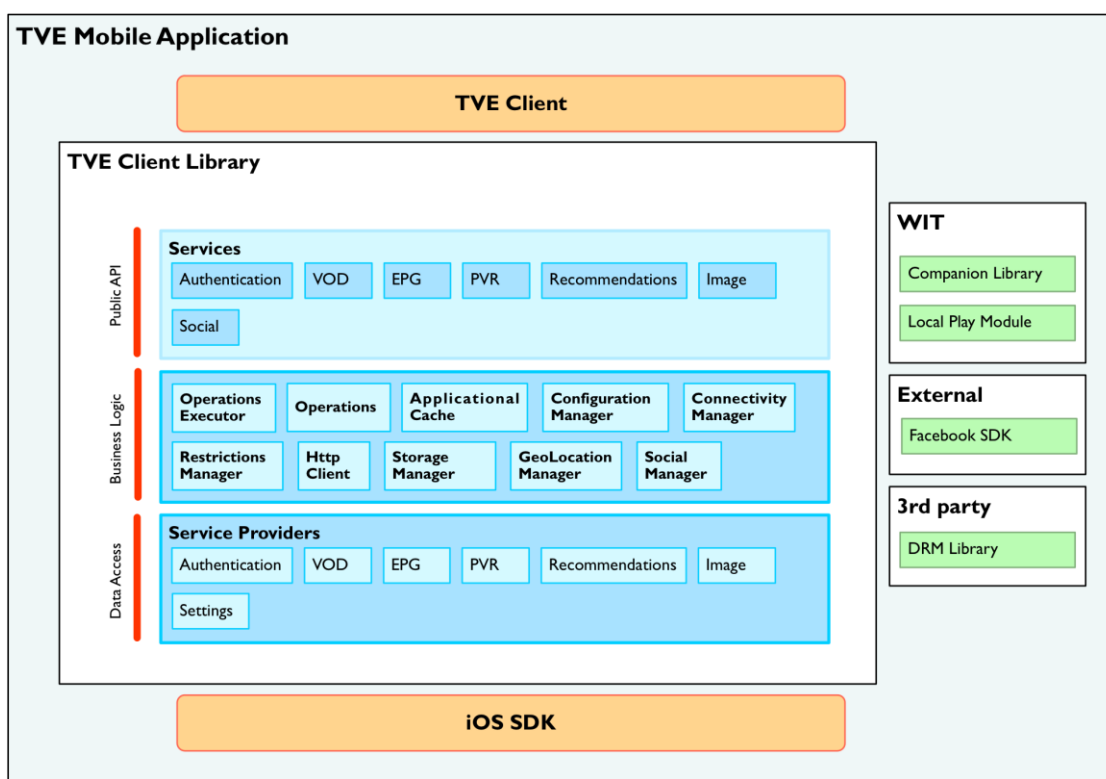 TVE Mobile Application
TVE Client
TVE Client Library
Public API
Services
Authentication
VOD
EPG
PVR
Recommendations
Image
Social
Business Logic
Operations
Executor
Operations
Applicational
Cache
Configuration
Manager
Connectivity
Manager
Restrictions
Manager
Http
Client
Storage
Manager
GeoLocation
Manager
Social
Manager
Data Access
Service Providers
Authentication
VOD
EPG
PVR
Recommendations
Image
Settings
WIT
Companion Library
Local Play Module
External
Facebook SDK
3rd party
DRM Library
iOS SDK